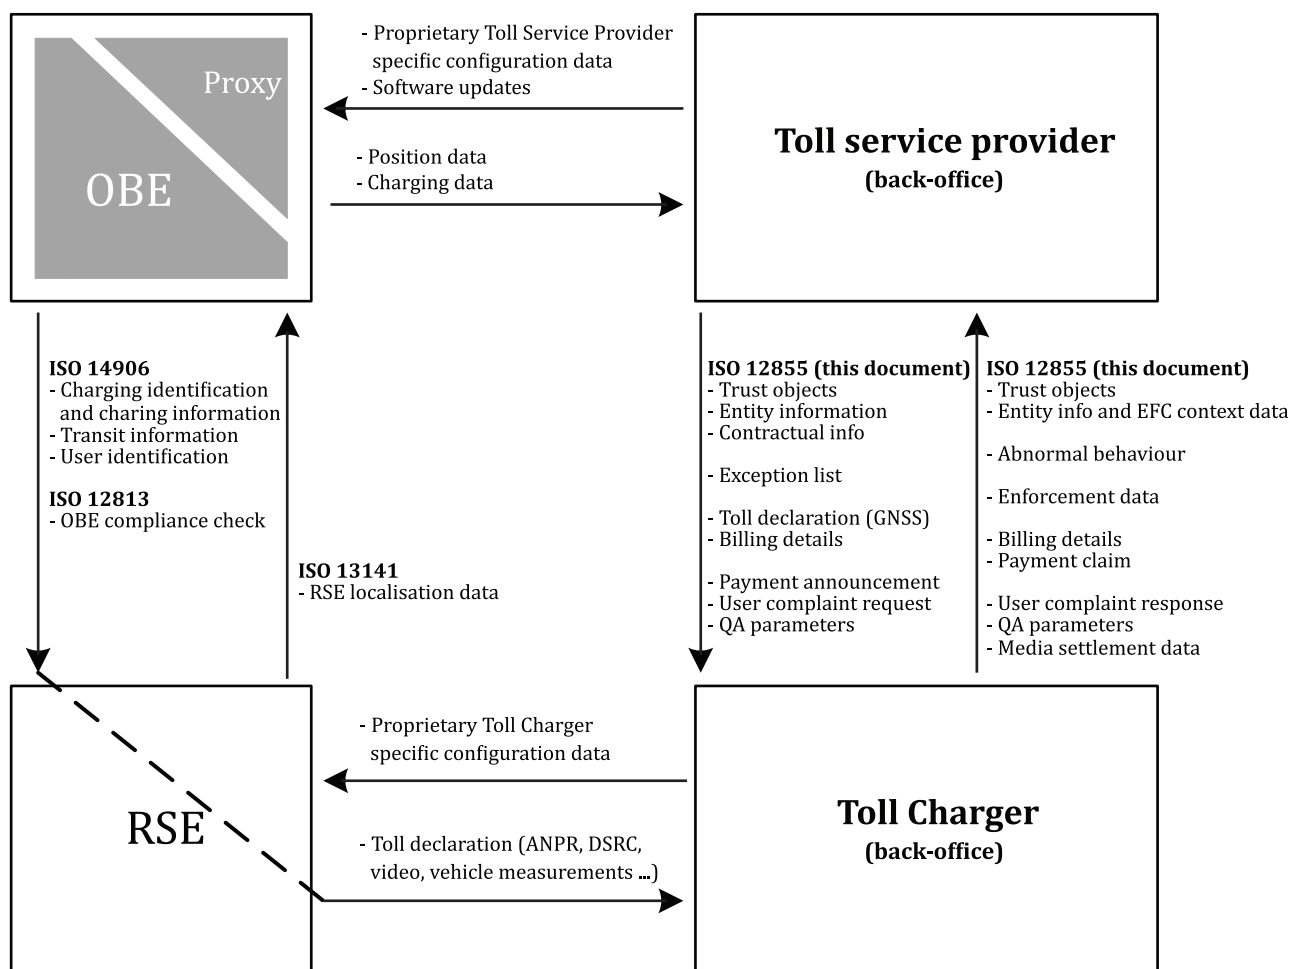 - Proprietary Toll Service Provider
specific configuration data
- Software updates
Proxy
OBE
- Position data
- Charging data
Toll service provider
(back-office)
ISO 14906
- Charging identification
and charing information
- Transit information
- User identification
ISO 12813
- OBE compliance check
ISO 13141
- RSE localisation data
ISO 12855 (this document)
- Trust objects
- Entity information
- Contractual info
- Exception list
- Toll declaration (GNSS)
- Billing details
- Payment announcement
- User complaint request
- QA parameters
ISO 12855 (this document)
- Trust objects
- Entity info and EFC context data
- Abnormal behaviour
- Enforcement data
- Billing details
- Payment claim
- User complaint response
- QA parameters
- Media settlement data
- Proprietary Toll Charger
specific configuration data
RSE
- Toll declaration (ANPR, DSRC,
video, vehicle measurements ...)
Toll Charger
(back-office)